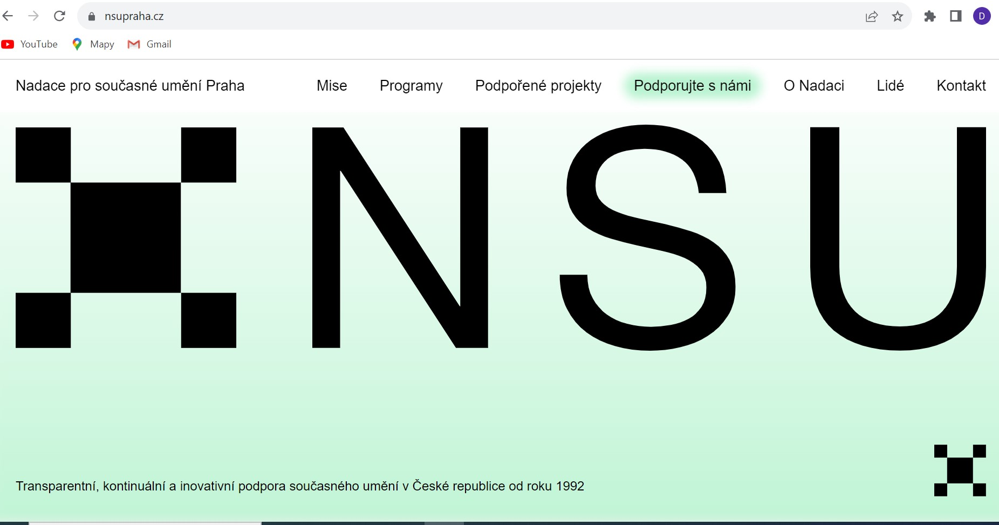 nsupraha.cz
D
YouTube Mapy Gmail
Nadace pro současné umění Praha Mise Programy Podpořené projekty Podporujte s námi O Nadaci Lidé Kontakt
NSU
Transparentní, kontinuální a inovativní podpora současného umění v České republice od roku 1992